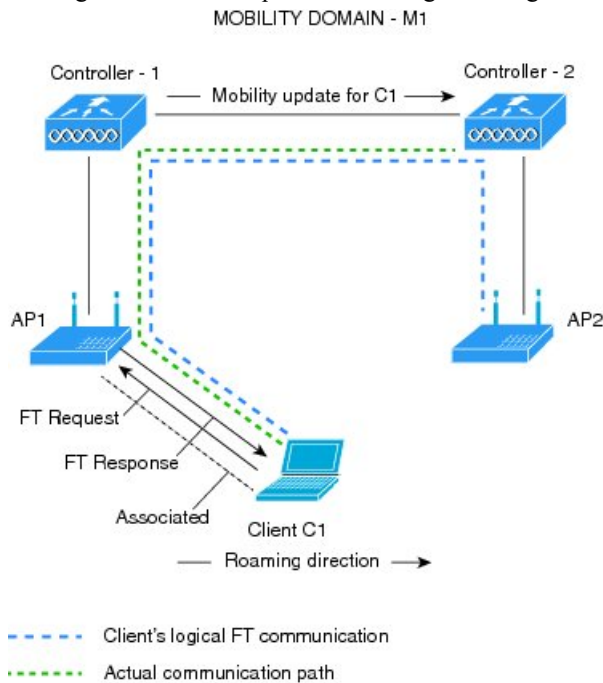 MOBILITY DOMAIN - M1
Controller - 1
Controller - 2
Mobility update for C1
AP1
AP2
FT Request
FT Response
Associated
Client C1
Roaming direction
Client's logical FT communication
Actual communication path